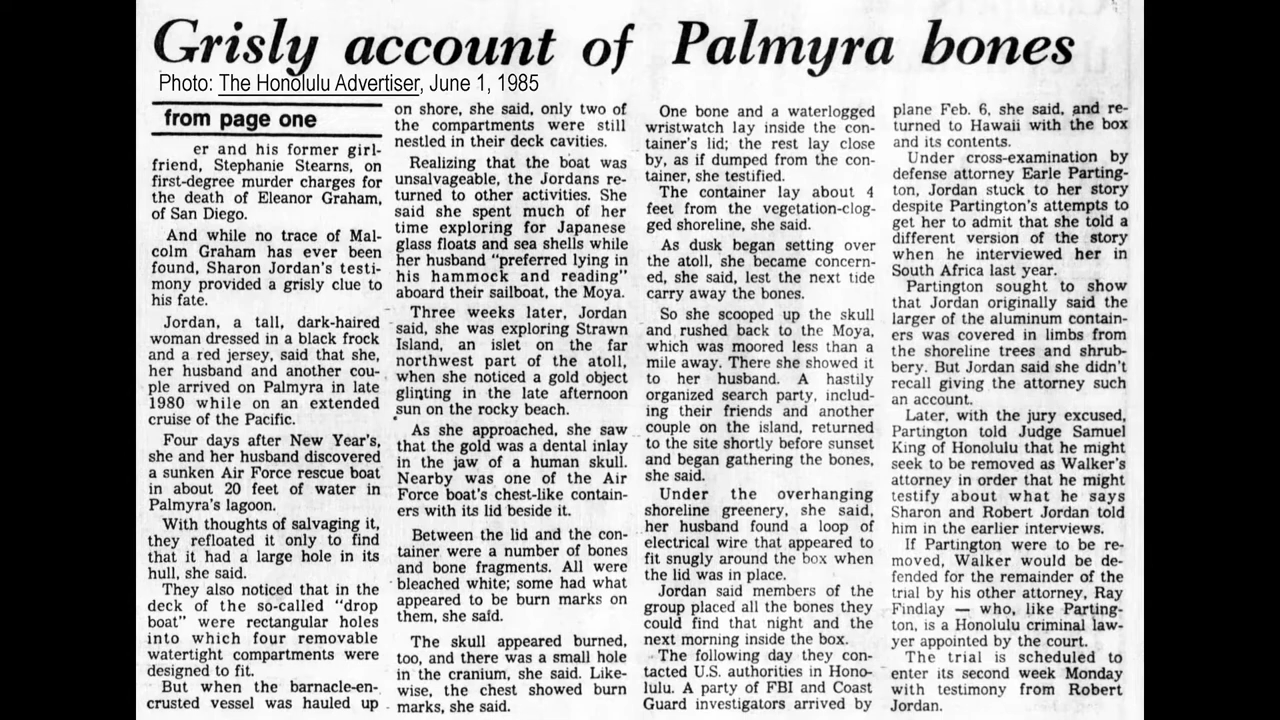 Grisly account of Palmyra bones
Photo: The Honolulu Advertiser, June 1, 1985
from page one
er and his former girl-
friend, Stephanie Stearns, on
first-degree murder charges for
the death of Eleanor Graham,
of San Diego.
And while no trace of Mal-
colm Graham has ever been
found, Sharon Jordan's testi-
mony provided a grisly clue to
his fate.
Jordan, a tall, dark-haired
woman dressed in a black frock
and a red jersey, said that she,
her husband and another cou-
ple arrived on Palmyra in late
1980 while on an extended
cruise of the Pacific.
Four days after New Year's,
she and her husband discovered
a sunken Air Force rescue boat
in about 20 feet of water in
Palmyra's lagoon.
With thoughts of salvaging it,
they refloated it only to find
that it had a large hole in its
hull, she said.
They also noticed that in the
deck of the so-called "drop
boat" were rectangular holes
into which four removable
watertight compartments were
designed to fit.
But when the barnacle-en-
crusted vessel was hauled up
on shore, she said, only two of
the compartments were still
nestled in their deck cavities.
Realizing that the boat was
unsalvageable, the Jordans re-
turned to other activities. She
said she spent much of her
time exploring for Japanese
glass floats and sea shells while
her husband "preferred lying in
his hammock and reading"
aboard their sailboat, the Moya.
Three weeks later, Jordan
said, she was exploring Strawn
Island, an islet on the far
northwest part of the atoll,
when she noticed a gold object
glinting in the late afternoon
sun on the rocky beach.
As she approached, she saw
that the gold was a dental inlay
in the jaw of a human skull.
Nearby was one of the Air
Force boat's chest-like contain-
ers with its lid beside it.
Between the lid and the con-
tainer were a number of bones
and bone fragments. All were
bleached white; some had what
appeared to be burn marks on
them, she said.
The skull appeared burned,
too, and there was a small hole
in the cranium, she said. Like-
wise, the chest showed burn
marks, she said.
One bone and a waterlogged
wristwatch lay inside the con-
tainer's lid; the rest lay close
by, as if dumped from the con-
tainer, she testified.
The container lay about 4
feet from the vegetation-clog-
ged shoreline, she said.
As dusk began setting over
the atoll, she became concern-
ed, she said, lest the next tide
carry away the bones.
So she scooped up the skull
and rushed back to the Moya,
which was moored less than a
mile away. There she showed it
to her husband. A hastily
organized search party, includ-
ing their friends and another
couple on the island, returned
to the site shortly before sunset
and began gathering the bones,
she said.
Under the overhanging
shoreline greenery, she said,
her husband found a loop of
electrical wire that appeared to
fit snugly around the box when
the lid was in place.
Jordan said members of the
group placed all the bones they
could find that night and the
next morning inside the box.
The following day they con-
tacted U.S. authorities in Hono-
lulu. A party of FBI and Coast
Guard investigators arrived by
plane Feb. 6, she said, and re-
turned to Hawaii with the box
and its contents.
Under cross-examination by
defense attorney Earle Parting-
ton, Jordan stuck to her story
despite Partington's attempts to
get her to admit that she told a
different version of the story
when he interviewed her in
South Africa last year.
Partington sought to show
that Jordan originally said the
larger of the aluminum contain-
ers was covered in limbs from
the shoreline trees and shrub-
bery. But Jordan said she didn't
recall giving the attorney such
an account.
Later, with the jury excused,
Partington told Judge Samuel
King of Honolulu that he might
seek to be removed as Walker's
attorney in order that he might
testify about what he says
Sharon and Robert Jordan told
him in the earlier interviews.
If Partington were to be re-
moved, Walker would be de-
fended for the remainder of the
trial by his other attorney, Ray
Findlay — who, like Parting-
ton, is a Honolulu criminal law-
yer appointed by the court.
The trial is scheduled to
enter its second week Monday
with testimony from Robert
Jordan.